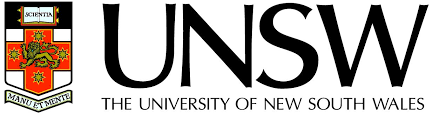 SCIENTIA
UNSW
THE UNIVERSITY OF NEW SOUTH WALES
MANU ET MENTE